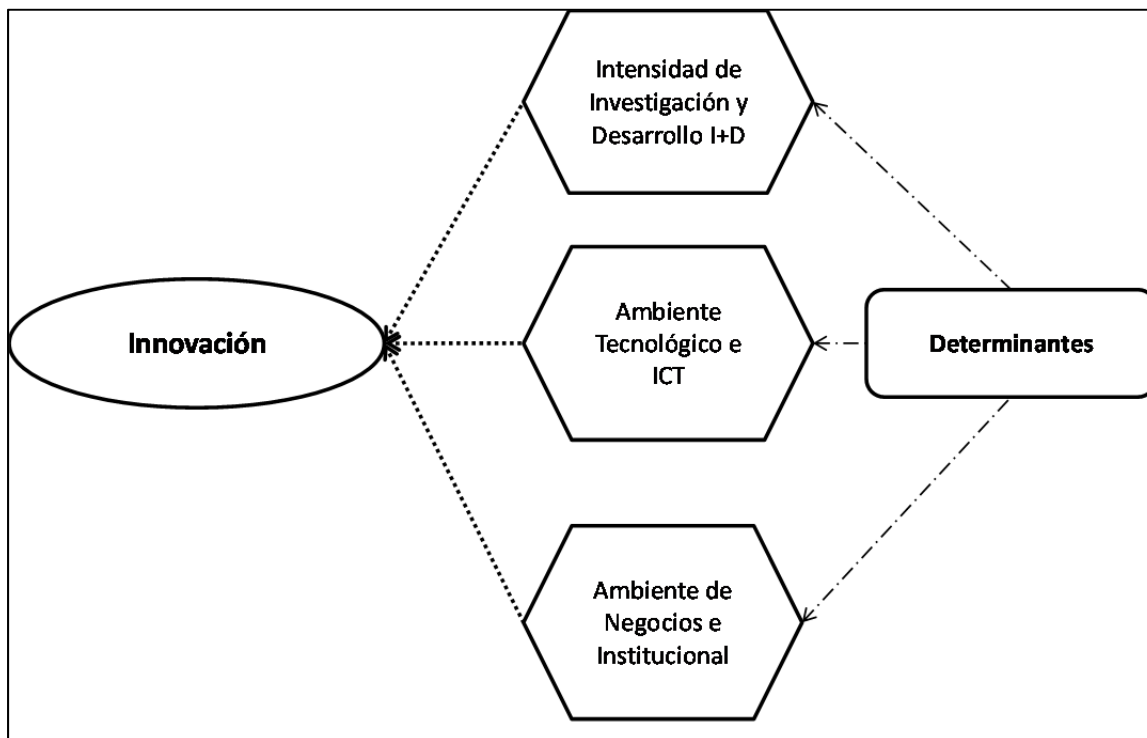 Intensidad de
Investigación y
Desarrollo I+D
Innovación
Ambiente
Tecnológico e
ICT
Determinantes
Ambiente de
Negocios e
Institucional